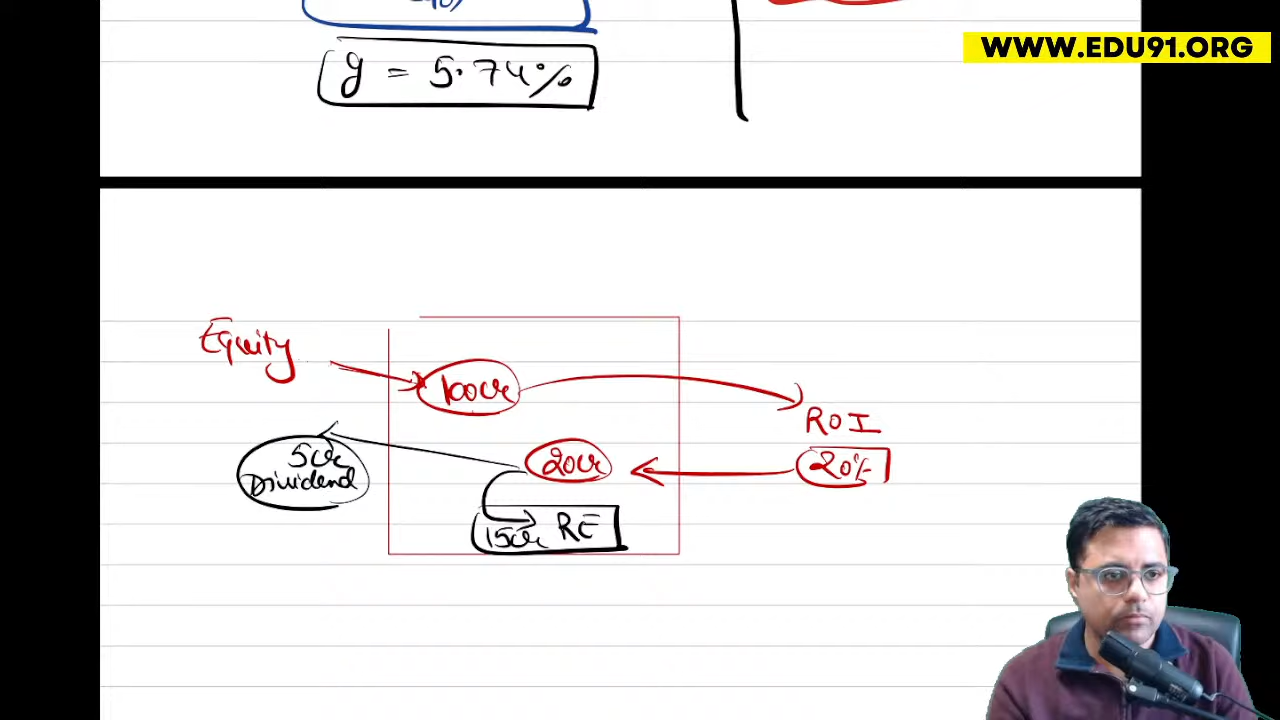 WWW.EDU91.ORG
g = 5.74%
Equity
100cr
ROI
20%
20cr
5cr
Dividend
15cr RE